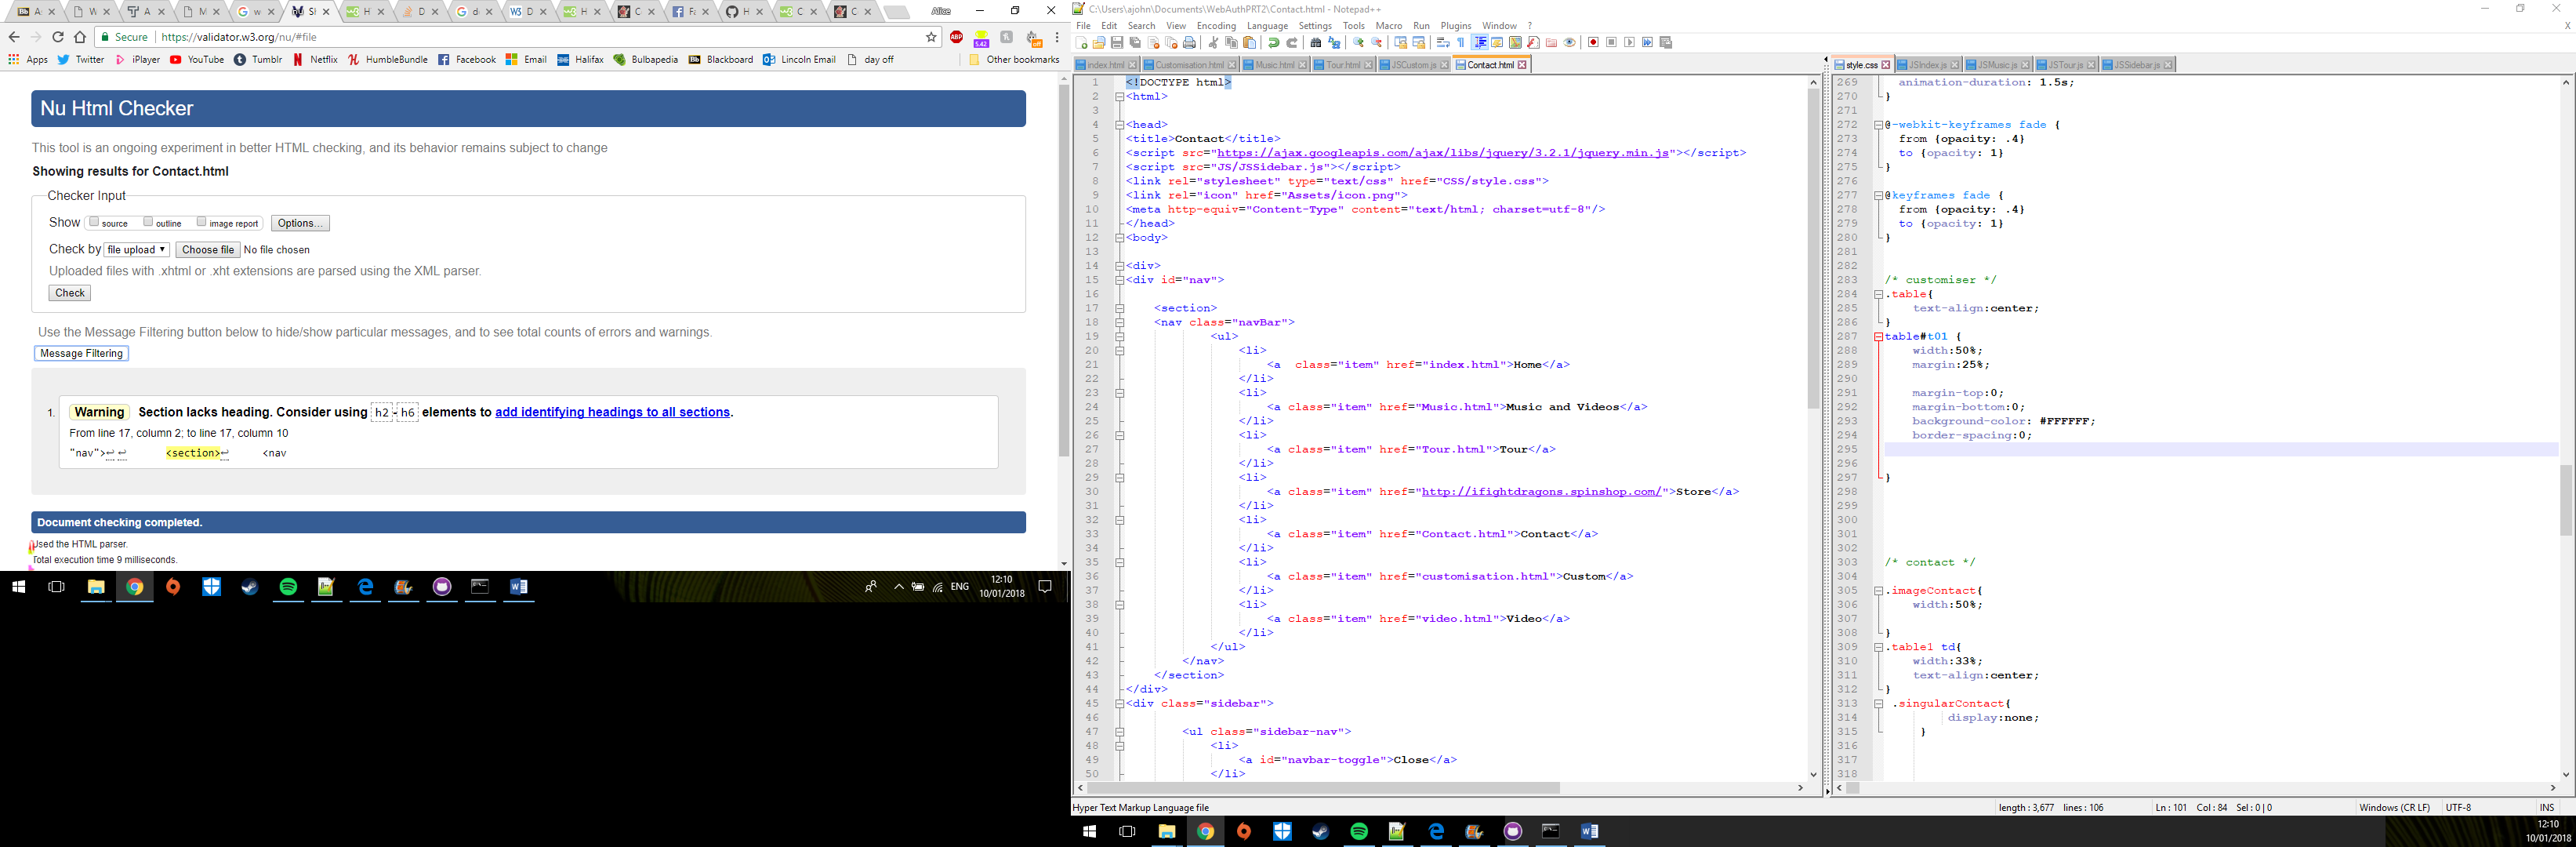 Alice
Secure https://validator.w3.org/nu/#file
Apps Twitter iPlayer YouTube Tumblr Netflix HumbleBundle Facebook Email Halifax Bulbapedia Blackboard Lincoln Email day off Other bookmarks
Nu Html Checker
This tool is an ongoing experiment in better HTML checking, and its behavior remains subject to change
Showing results for Contact.html
Checker Input
Show source outline image report Options...
Check by file upload Choose file No file chosen
Uploaded files with .xhtml or .xht extensions are parsed using the XML parser.
Check
Use the Message Filtering button below to hide/show particular messages, and to see total counts of errors and warnings.
Message Filtering
1. Warning Section lacks heading. Consider using h2-h6 elements to add identifying headings to all sections.
From line 17, column 2; to line 17, column 10
"nav">↩ ↩ <section>↩ <nav
Document checking completed.
Used the HTML parser.
Total execution time 9 milliseconds.
ENG 12:10
10/01/2018
C:\Users\ajohn\Documents\WebAuthPRT2\Contact.html - Notepad++
File Edit Search View Encoding Language Settings Tools Macro Run Plugins Window ? X
index.html Customisation.html Music.html Tour.html JSCustom.js Contact.html
1 <!DOCTYPE html>
2 <html>
3
4 <head>
5 <title>Contact</title>
6 <script src="https://ajax.googleapis.com/ajax/libs/jquery/3.2.1/jquery.min.js"></script>
7 <script src="JS/JSSidebar.js"></script>
8 <link rel="stylesheet" type="text/css" href="CSS/style.css">
9 <link rel="icon" href="Assets/icon.png">
10 <meta http-equiv="Content-Type" content="text/html; charset=utf-8"/>
11 </head>
12 <body>
13
14 <div>
15 <div id="nav">
16
17 <section>
18 <nav class="navBar">
19 <ul>
20 <li>
21 <a  class="item" href="index.html">Home</a>
22 </li>
23 <li>
24 <a class="item" href="Music.html">Music and Videos</a>
25 </li>
26 <li>
27 <a class="item" href="Tour.html">Tour</a>
28 </li>
29 <li>
30 <a class="item" href="http://ifightdragons.spinshop.com/">Store</a>
31 </li>
32 <li>
33 <a class="item" href="Contact.html">Contact</a>
34 </li>
35 <li>
36 <a class="item" href="customisation.html">Custom</a>
37 </li>
38 <li>
39 <a class="item" href="video.html">Video</a>
40 </li>
41 </ul>
42 </nav>
43 </section>
44 </div>
45 <div class="sidebar">
46
47 <ul class="sidebar-nav">
48 <li>
49 <a id="navbar-toggle">Close</a>
50 </li>
style.css JSIndex.js JSMusic.js JSTour.js JSSidebar.js
269 animation-duration: 1.5s;
270 }
271
272 @-webkit-keyframes fade {
273 from {opacity: .4}
274 to {opacity: 1}
275 }
276
277 @keyframes fade {
278 from {opacity: .4}
279 to {opacity: 1}
280 }
281
282
283 /* customiser */
284 .table{
285 text-align:center;
286 }
287 table#t01 {
288 width:50%;
289 margin:25%;
290
291 margin-top:0;
292 margin-bottom:0;
293 background-color: #FFFFFF;
294 border-spacing:0;
295
296
297 }
298
299
300
301
302
303 /* contact */
304
305 .imageContact{
306 width:50%;
307
308 }
309 .table1 td{
310 width:33%;
311 text-align:center;
312 }
313 .singularContact{
314 display:none;
315 }
316
317
318
Hyper Text Markup Language file length : 3,677 lines : 106 Ln : 101 Col : 84 Sel : 0 | 0 Windows (CR LF) UTF-8 INS
12:10
10/01/2018